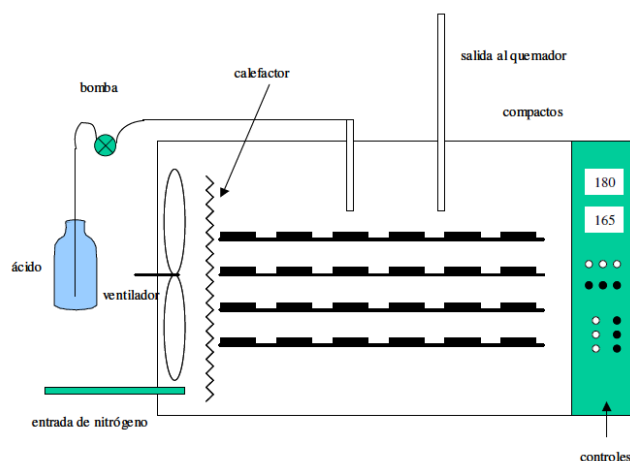 salida al quemador
calefactor
bomba
compactos
180
165
ácido
ventilador
entrada de nitrógeno
controles